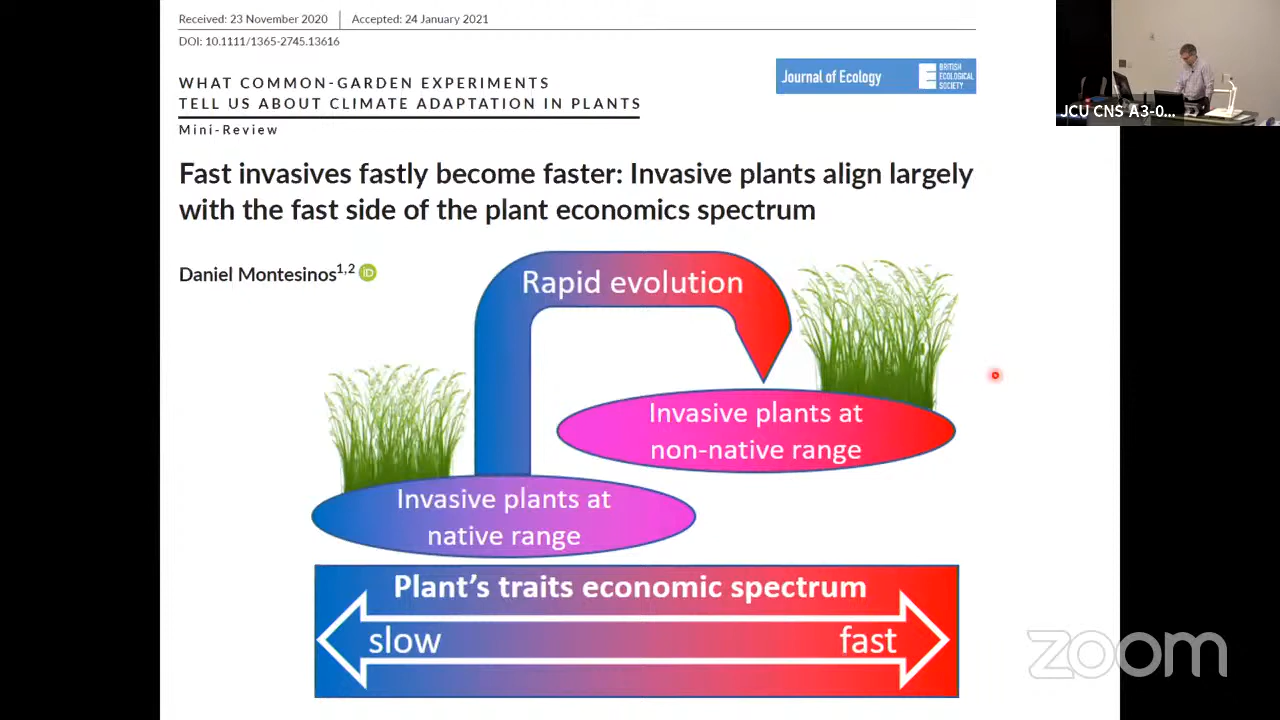 Received: 23 November 2020 | Accepted: 24 January 2021
DOI: 10.1111/1365-2745.13616
WHAT COMMON-GARDEN EXPERIMENTS
TELL US ABOUT CLIMATE ADAPTATION IN PLANTS
Mini-Review
Journal of Ecology
BRITISH
ECOLOGICAL
SOCIETY
JCU CNS A3-0...
Fast invasives fastly become faster: Invasive plants align largely
with the fast side of the plant economics spectrum
Daniel Montesinos1,2 iD
Rapid evolution
Invasive plants at
non-native range
Invasive plants at
native range
Plant's traits economic spectrum
slow
fast
zoom